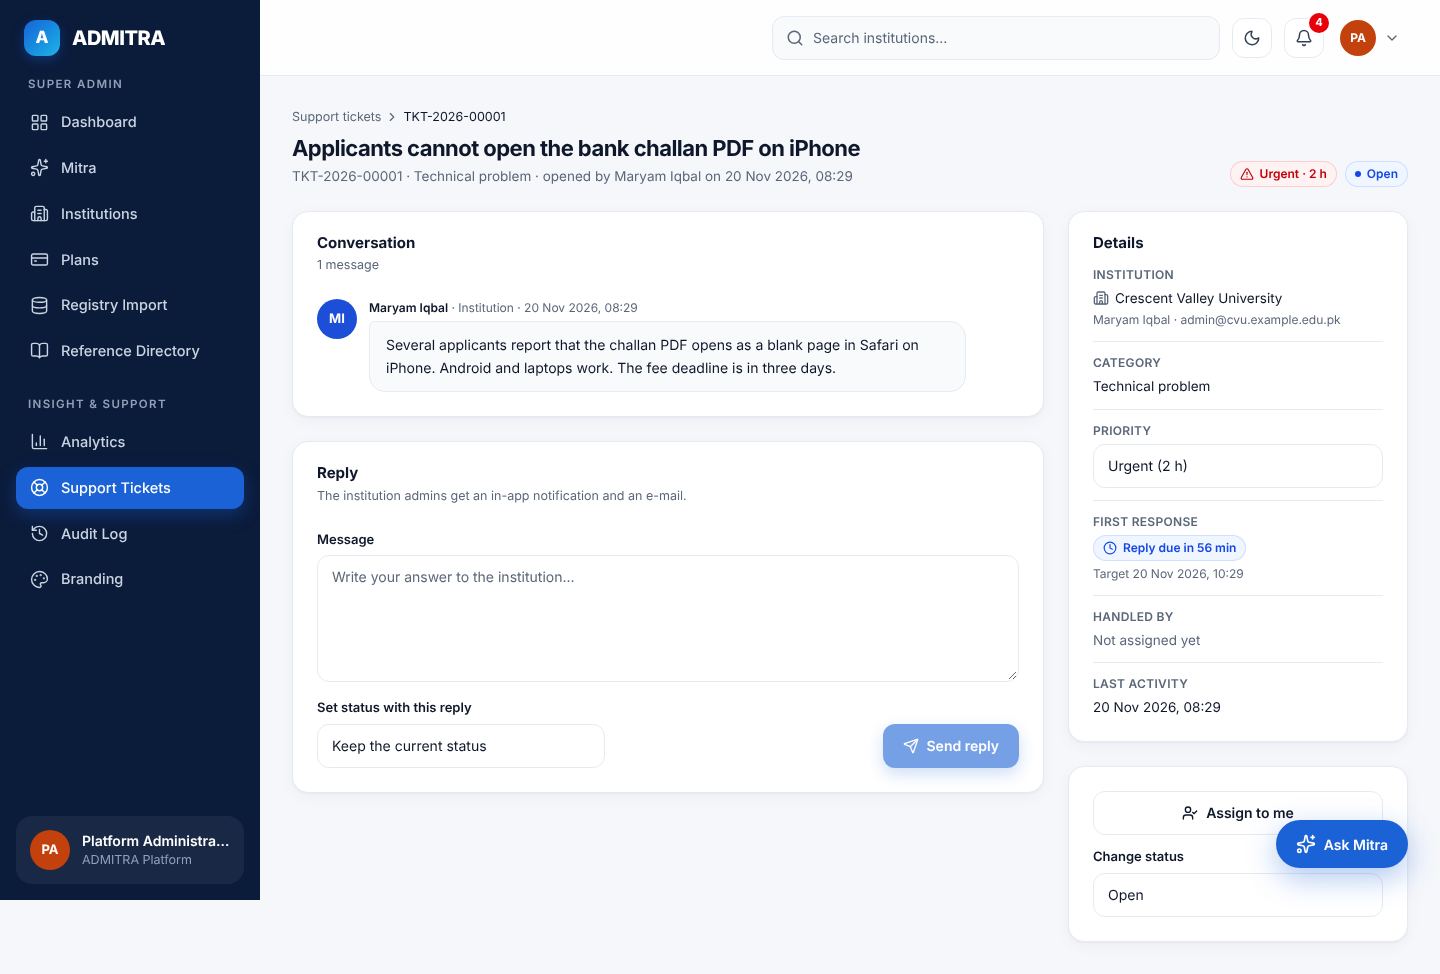 A ADMITRA
SUPER ADMIN
Dashboard
Mitra
Institutions
Plans
Registry Import
Reference Directory
INSIGHT & SUPPORT
Analytics
Support Tickets
Audit Log
Branding
PA
Platform Administra...
ADMITRA Platform
Search institutions...
4
PA
Support tickets > TKT-2026-00001
Applicants cannot open the bank challan PDF on iPhone
TKT-2026-00001 · Technical problem · opened by Maryam Iqbal on 20 Nov 2026, 08:29
Urgent · 2 h
Open
Conversation
1 message
MI
Maryam Iqbal · Institution · 20 Nov 2026, 08:29
Several applicants report that the challan PDF opens as a blank page in Safari on
iPhone. Android and laptops work. The fee deadline is in three days.
Reply
The institution admins get an in-app notification and an e-mail.
Message
Write your answer to the institution...
Set status with this reply
Keep the current status
Send reply
Details
INSTITUTION
Crescent Valley University
Maryam Iqbal · admin@cvu.example.edu.pk
CATEGORY
Technical problem
PRIORITY
Urgent (2 h)
FIRST RESPONSE
Reply due in 56 min
Target 20 Nov 2026, 10:29
HANDLED BY
Not assigned yet
LAST ACTIVITY
20 Nov 2026, 08:29
Assign to me
Ask Mitra
Change status
Open